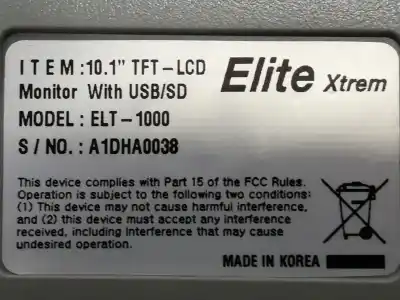 ITEM : 10.1" TFT-LCD
Elite Xtrem
Monitor With USB/SD
MODEL : ELT-1000
S / NO. : A1DHA0038
This device complies with Part 15 of the FCC Rules.
Operation is subject to the following two conditions:
(1) This device may not cause harmful interference,
and (2) this device must accept any interference
received, including interference that may cause
undesired operation.
MADE IN KOREA